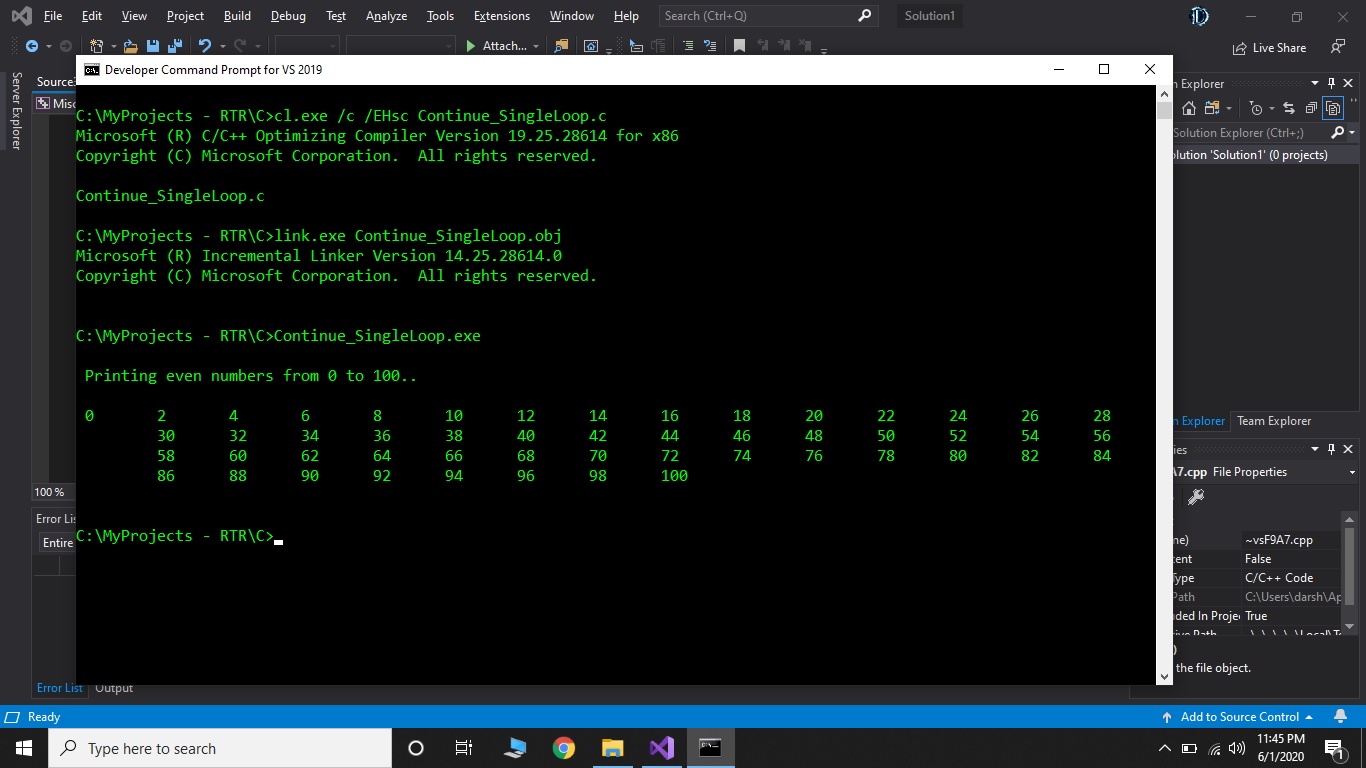 File Edit View Project Build Debug Test Analyze Tools Extensions Window Help Search (Ctrl+Q) Solution1
Attach... Live Share
Server Explorer
Source
Misc
Developer Command Prompt for VS 2019
C:\MyProjects - RTR\C>cl.exe /c /EHsc Continue_SingleLoop.c
Microsoft (R) C/C++ Optimizing Compiler Version 19.25.28614 for x86
Copyright (C) Microsoft Corporation.  All rights reserved.
Continue_SingleLoop.c
C:\MyProjects - RTR\C>link.exe Continue_SingleLoop.obj
Microsoft (R) Incremental Linker Version 14.25.28614.0
Copyright (C) Microsoft Corporation.  All rights reserved.
C:\MyProjects - RTR\C>Continue_SingleLoop.exe
Printing even numbers from 0 to 100..
0 2 4 6 8 10 12 14 16 18 20 22 24 26 28
30 32 34 36 38 40 42 44 46 48 50 52 54 56
58 60 62 64 66 68 70 72 74 76 78 80 82 84
86 88 90 92 94 96 98 100
C:\MyProjects - RTR\C>
100 %
Error Lis
Entire
Error List Output
n Explorer
Solution Explorer (Ctrl+;)
olution 'Solution1' (0 projects)
n Explorer Team Explorer
ies
A7.cpp File Properties
ne) ~vsF9A7.cpp
tent False
Type C/C++ Code
Path C:\Users\darsh\Ap
ded In Proje True
tive Path
)
the file object.
Ready Add to Source Control
Type here to search
11:45 PM
6/1/2020
1